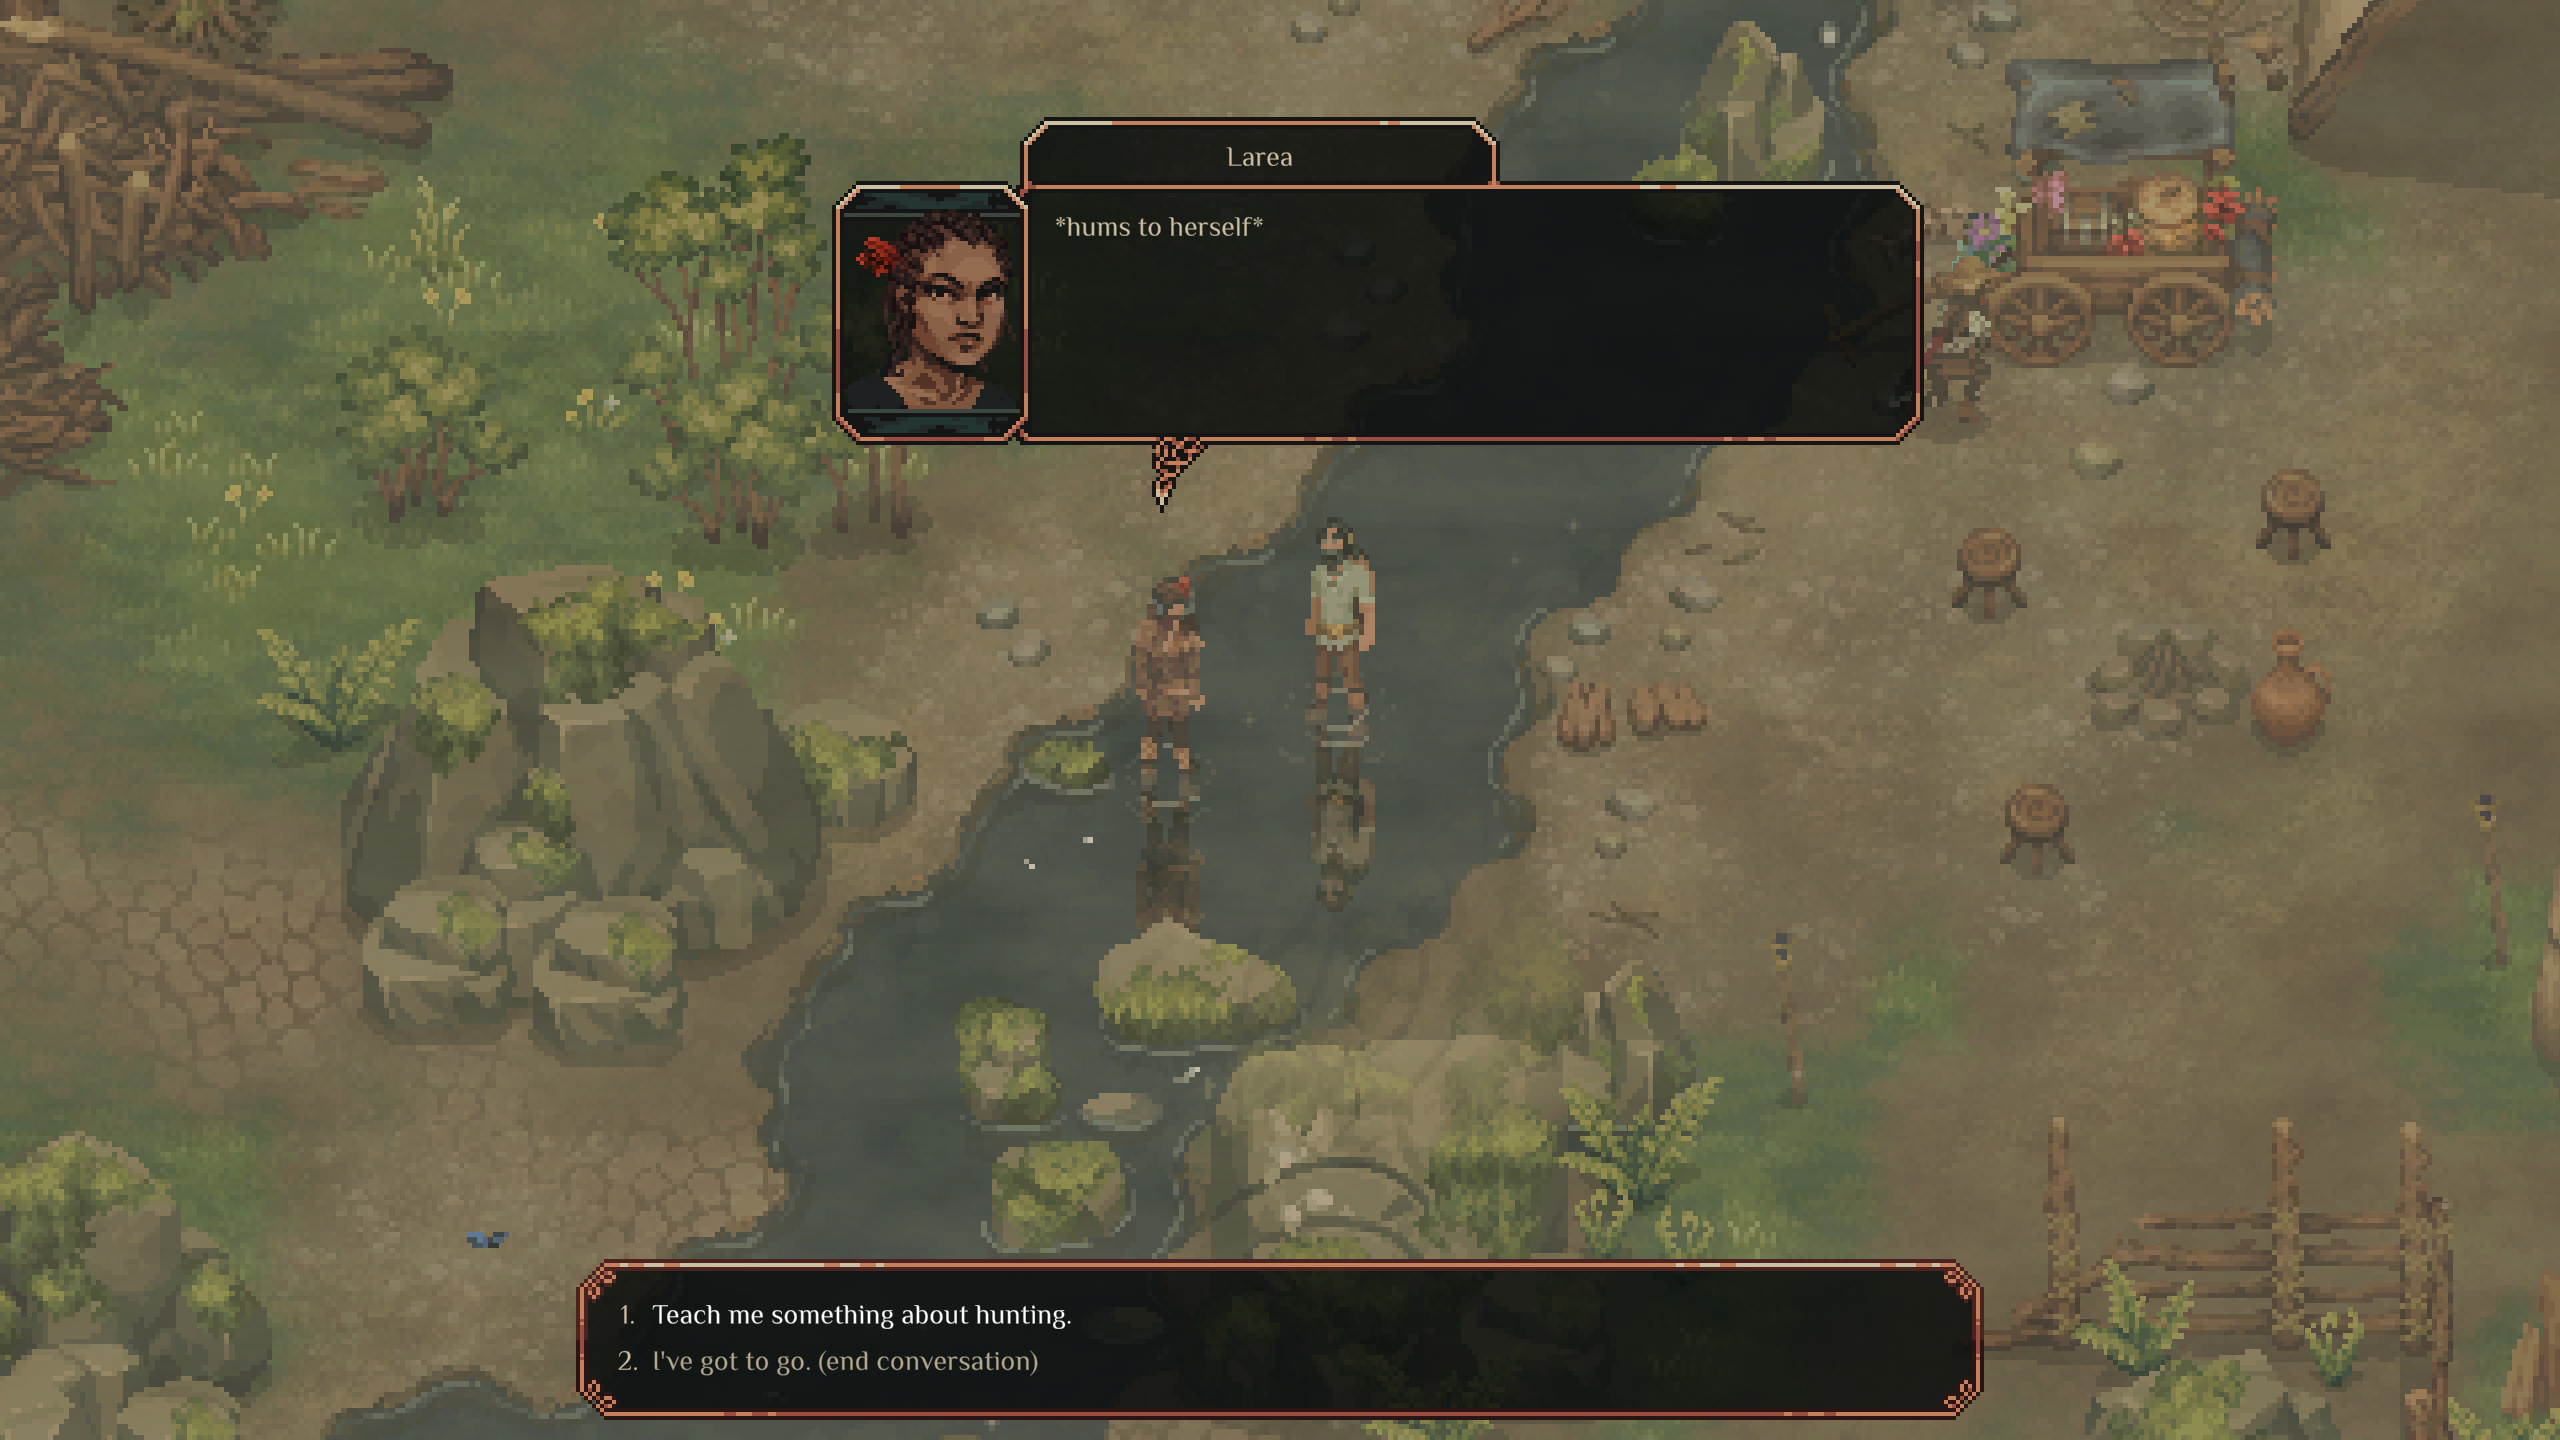 Larea
*hums to herself*
1. Teach me something about hunting.
2. I've got to go. (end conversation)